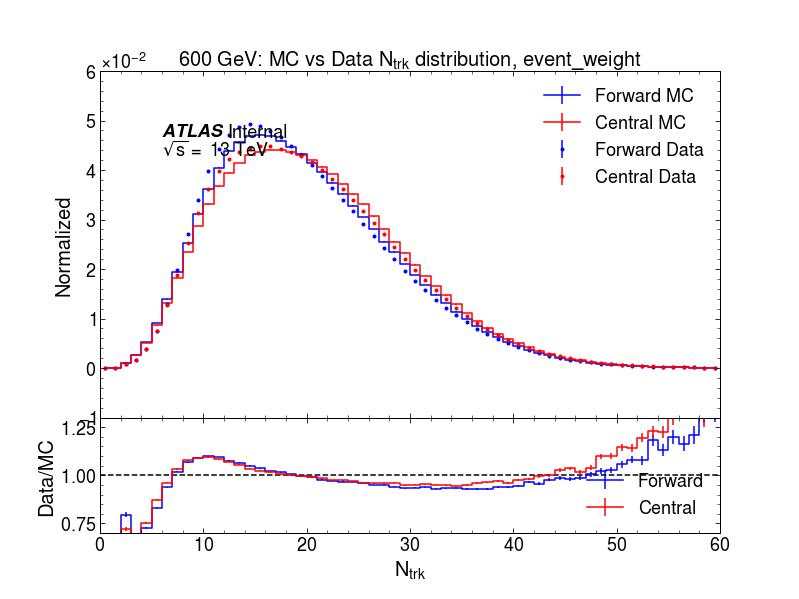 ×10⁻² 600 GeV: MC vs Data N_trk distribution, event_weight
6
5
4
3
2
1
0
−1
Normalized
ATLAS Internal
√s = 13 TeV
Forward MC
Central MC
Forward Data
Central Data
1.25
1.00
0.75
Data/MC
Forward
Central
0 10 20 30 40 50 60
N_trk